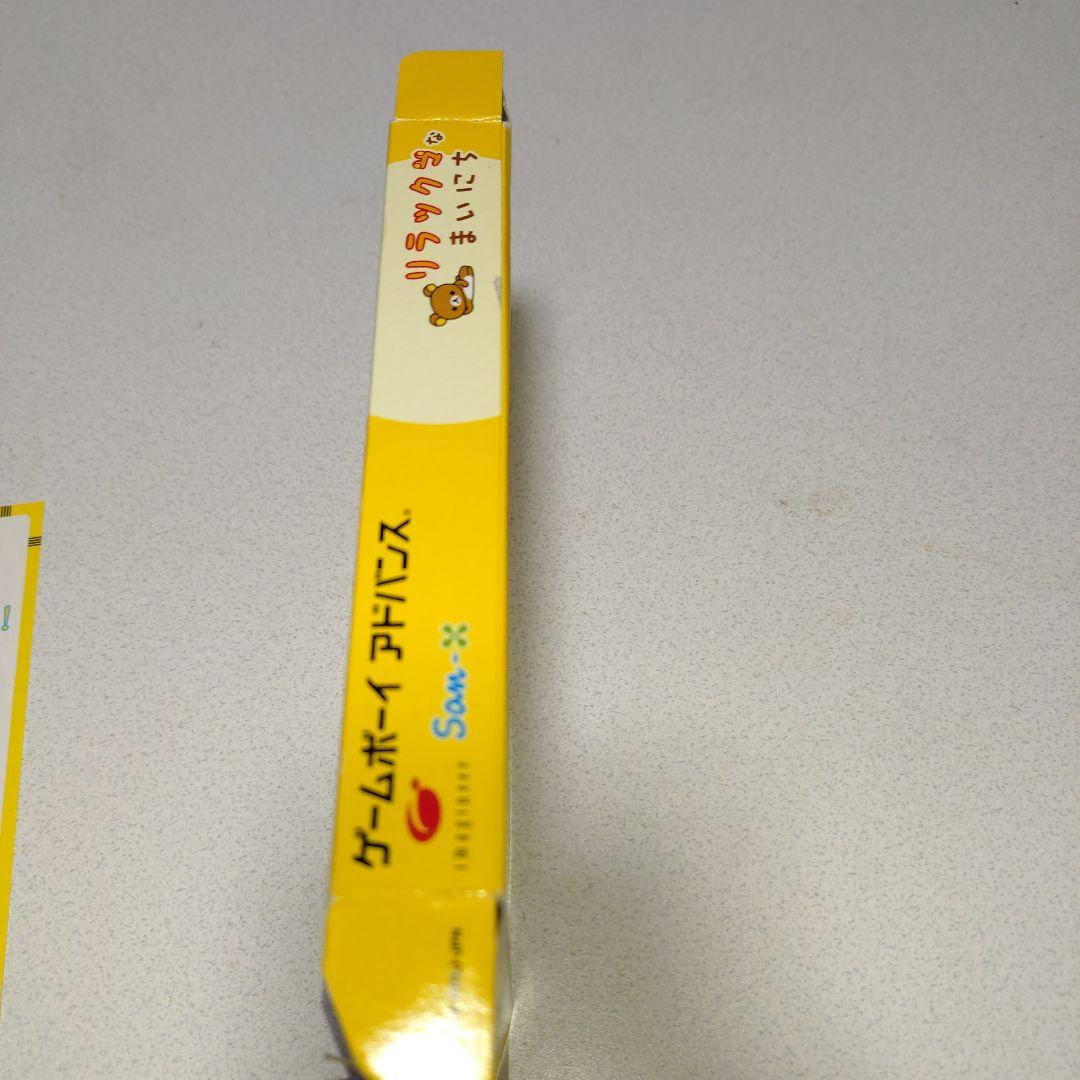 リラックマな
まいにち
ゲームボーイ アドバンス
San-X
imagineer
!